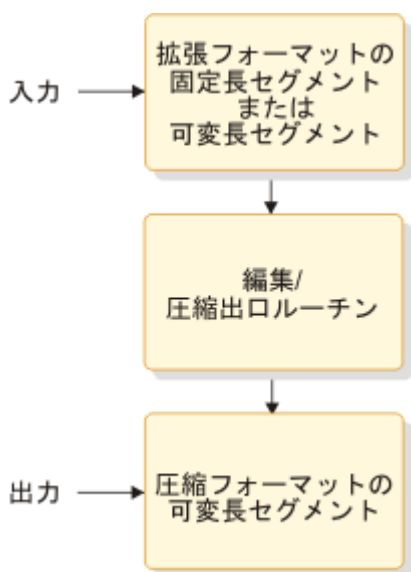 拡張フォーマットの
固定長セグメント
または
可変長セグメント
入力
編集/
圧縮出口ルーチン
圧縮フォーマットの
可変長セグメント
出力